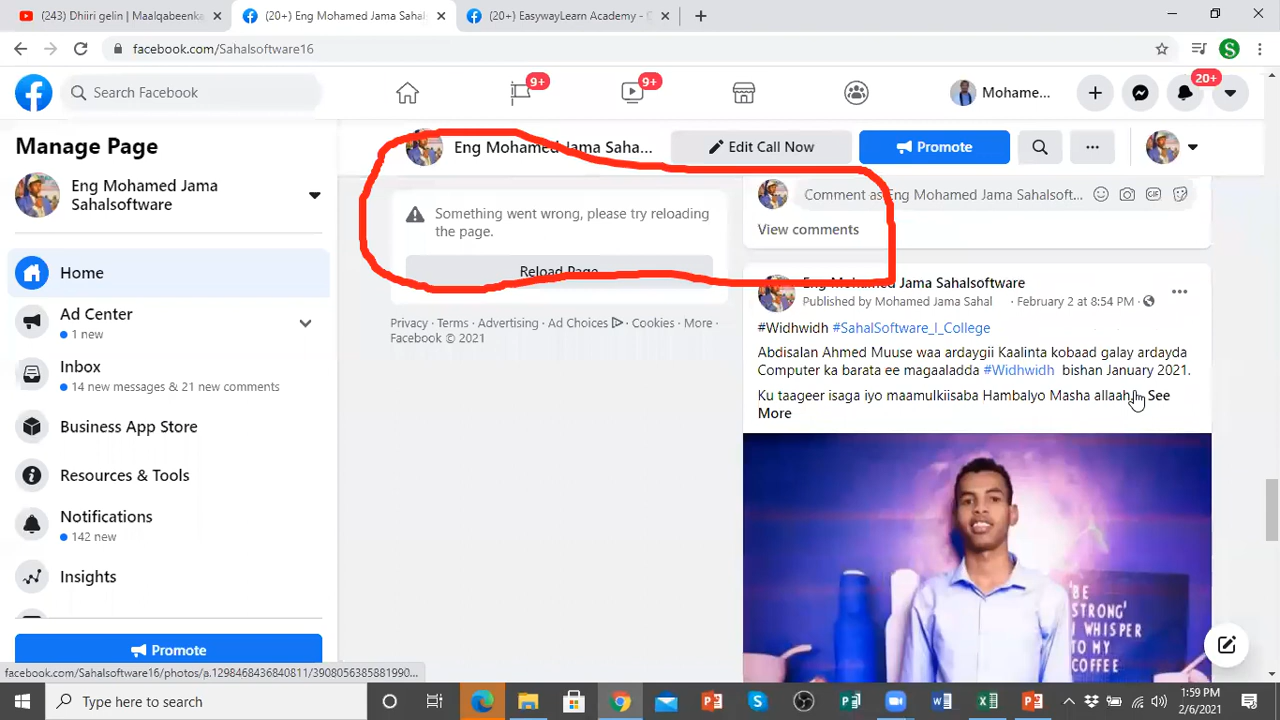 (243) Dhiiri gelin | Maalqabeenka
(20+) Eng Mohamed Jama Sahal
(20+) EasywayLearn Academy -
facebook.com/Sahalsoftware16
S
Search Facebook
9+
9+
Mohame...
20+
Manage Page
Eng Mohamed Jama
Sahalsoftware
Home
Ad Center
1 new
Inbox
14 new messages & 21 new comments
Business App Store
Resources & Tools
Notifications
142 new
Insights
Promote
Eng Mohamed Jama Saha...
Edit Call Now
Promote
Something went wrong, please try reloading
the page.
Reload Page
Privacy · Terms · Advertising · Ad Choices · Cookies · More ·
Facebook © 2021
Comment as Eng Mohamed Jama Sahalsoft...
GIF
View comments
Eng Mohamed Jama Sahalsoftware
Published by Mohamed Jama Sahal · February 2 at 8:54 PM ·
#Widhwidh #SahalSoftware_I_College
Abdisalan Ahmed Muuse waa ardaygii Kaalinta kobaad galay ardayda
Computer ka barata ee magaaladda #Widhwidh bishan January 2021.
Ku taageer isaga iyo maamulkiisaba Hambalyo Masha allaah. See
More
'BE
STRONG'
I WHISPER
TO MY
COFFEE
facebook.com/Sahalsoftware16/photos/a.1298468436840811/3908056385881990...
Type here to search
1:59 PM
2/6/2021